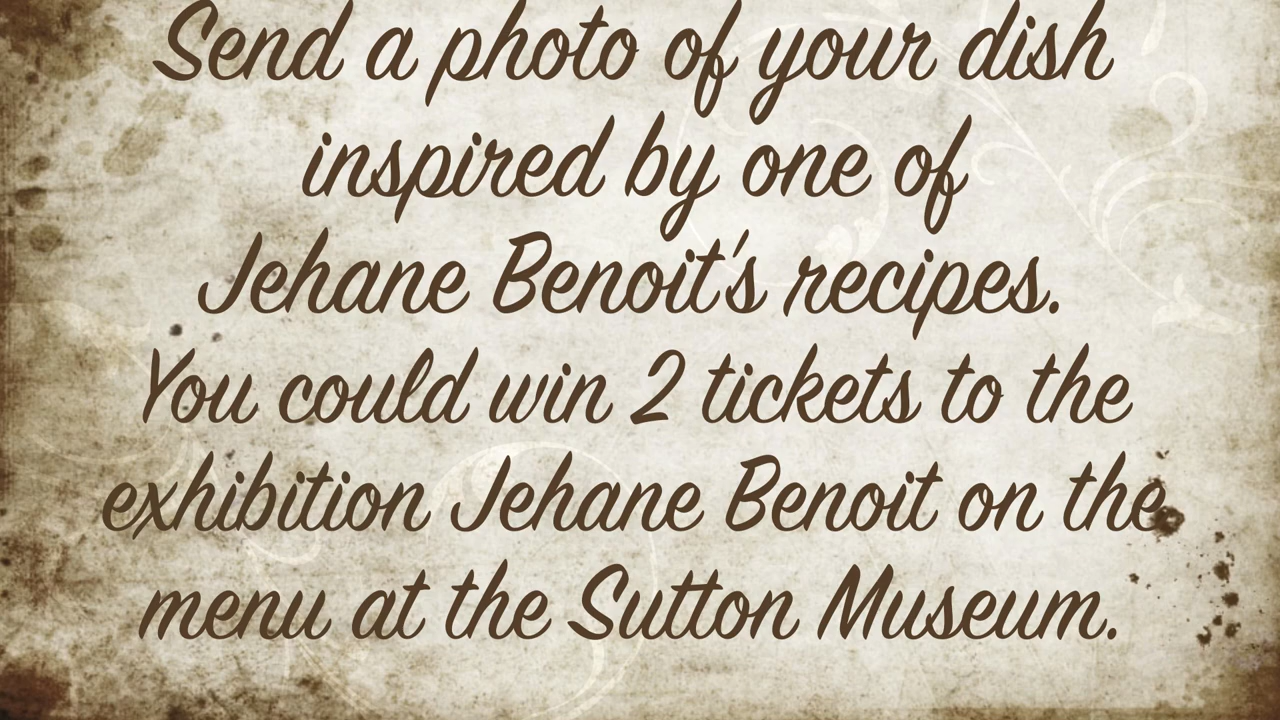 Send a photo of your dish
inspired by one of
Jehane Benoit's recipes.
You could win 2 tickets to the
exhibition Jehane Benoit on the
menu at the Sutton Museum.